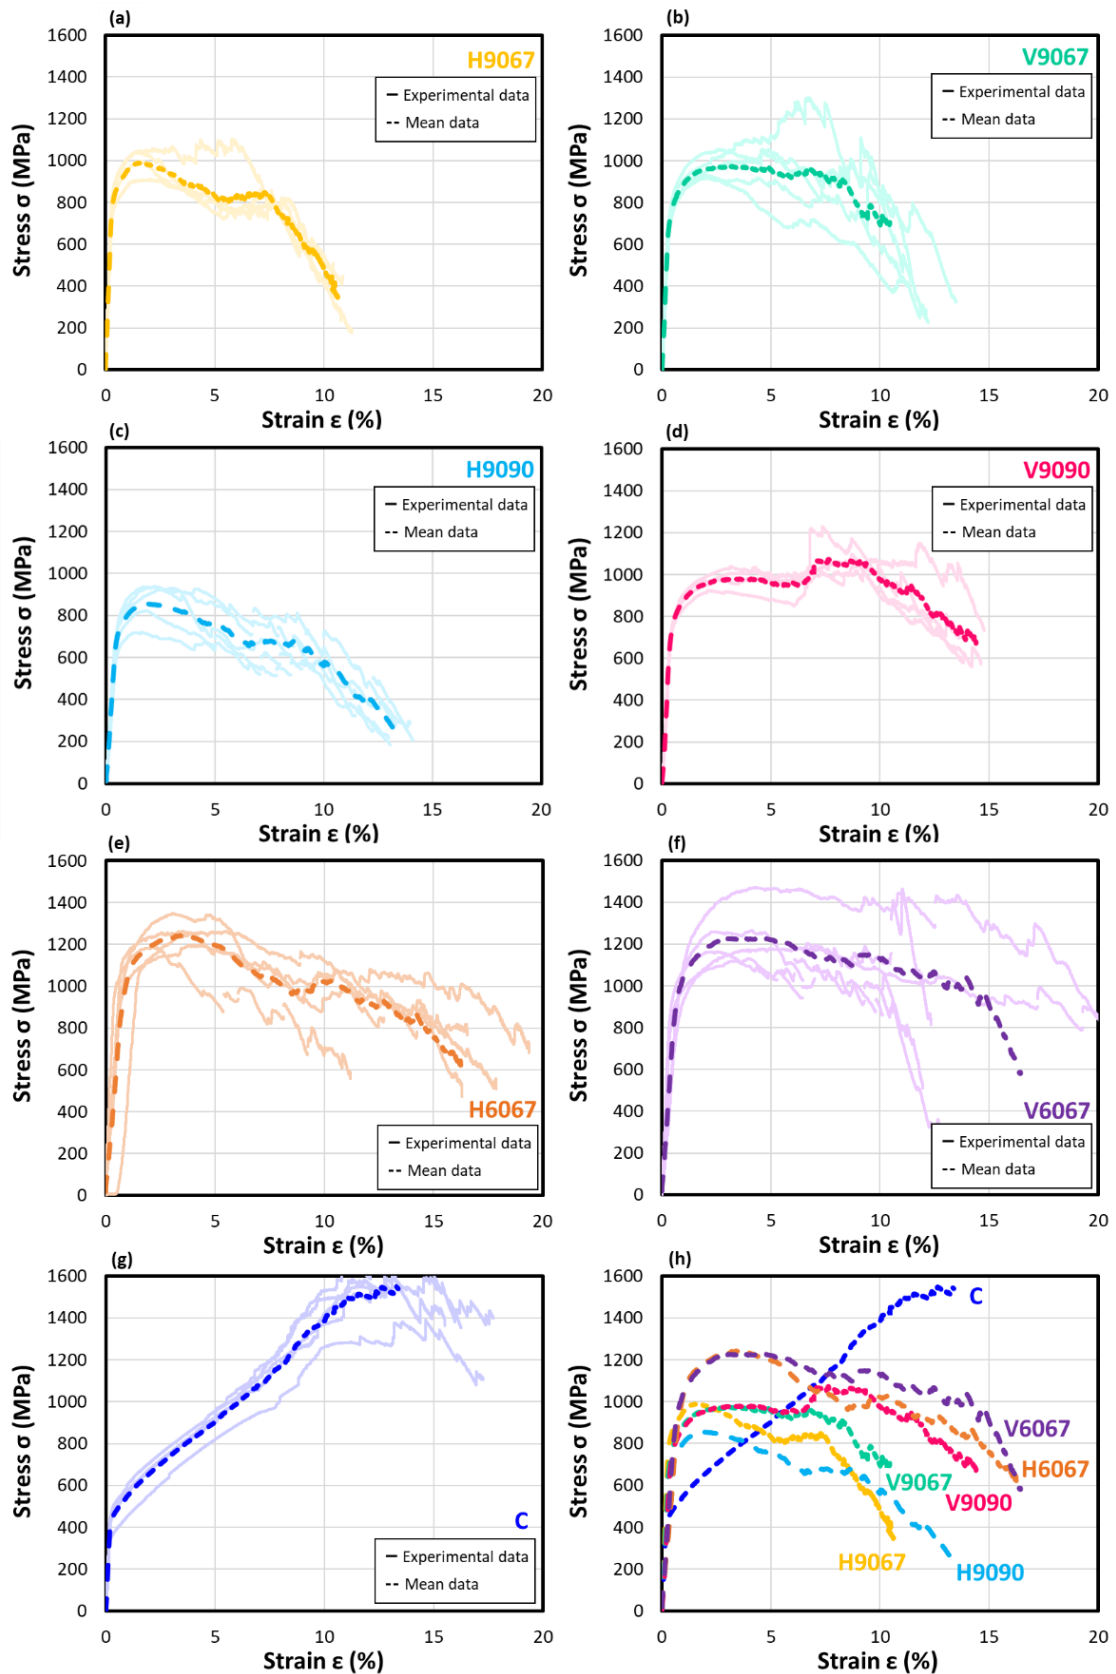 (a)
(b)
1600
1400
1200
1000
800
600
400
200
0
Stress σ (MPa)
H9067
Experimental data
Mean data
0 5 10 15 20
Strain ε (%)
1600
1400
1200
1000
800
600
400
200
0
Stress σ (MPa)
V9067
Experimental data
Mean data
0 5 10 15 20
Strain ε (%)
(c)
1600
1400
1200
1000
800
600
400
200
0
Stress σ (MPa)
H9090
Experimental data
Mean data
0 5 10 15 20
Strain ε (%)
(d)
1600
1400
1200
1000
800
600
400
200
0
Stress σ (MPa)
V9090
Experimental data
Mean data
0 5 10 15 20
Strain ε (%)
(e)
1600
1400
1200
1000
800
600
400
200
0
Stress σ (MPa)
H6067
Experimental data
Mean data
0 5 10 15 20
Strain ε (%)
(f)
1600
1400
1200
1000
800
600
400
200
0
Stress σ (MPa)
V6067
Experimental data
Mean data
0 5 10 15 20
Strain ε (%)
(g)
1600
1400
1200
1000
800
600
400
200
0
Stress σ (MPa)
C
Experimental data
Mean data
0 5 10 15 20
Strain ε (%)
(h)
1600
1400
1200
1000
800
600
400
200
0
Stress σ (MPa)
C
V6067
H6067
V9067
V9090
H9067
H9090
0 5 10 15 20
Strain ε (%)